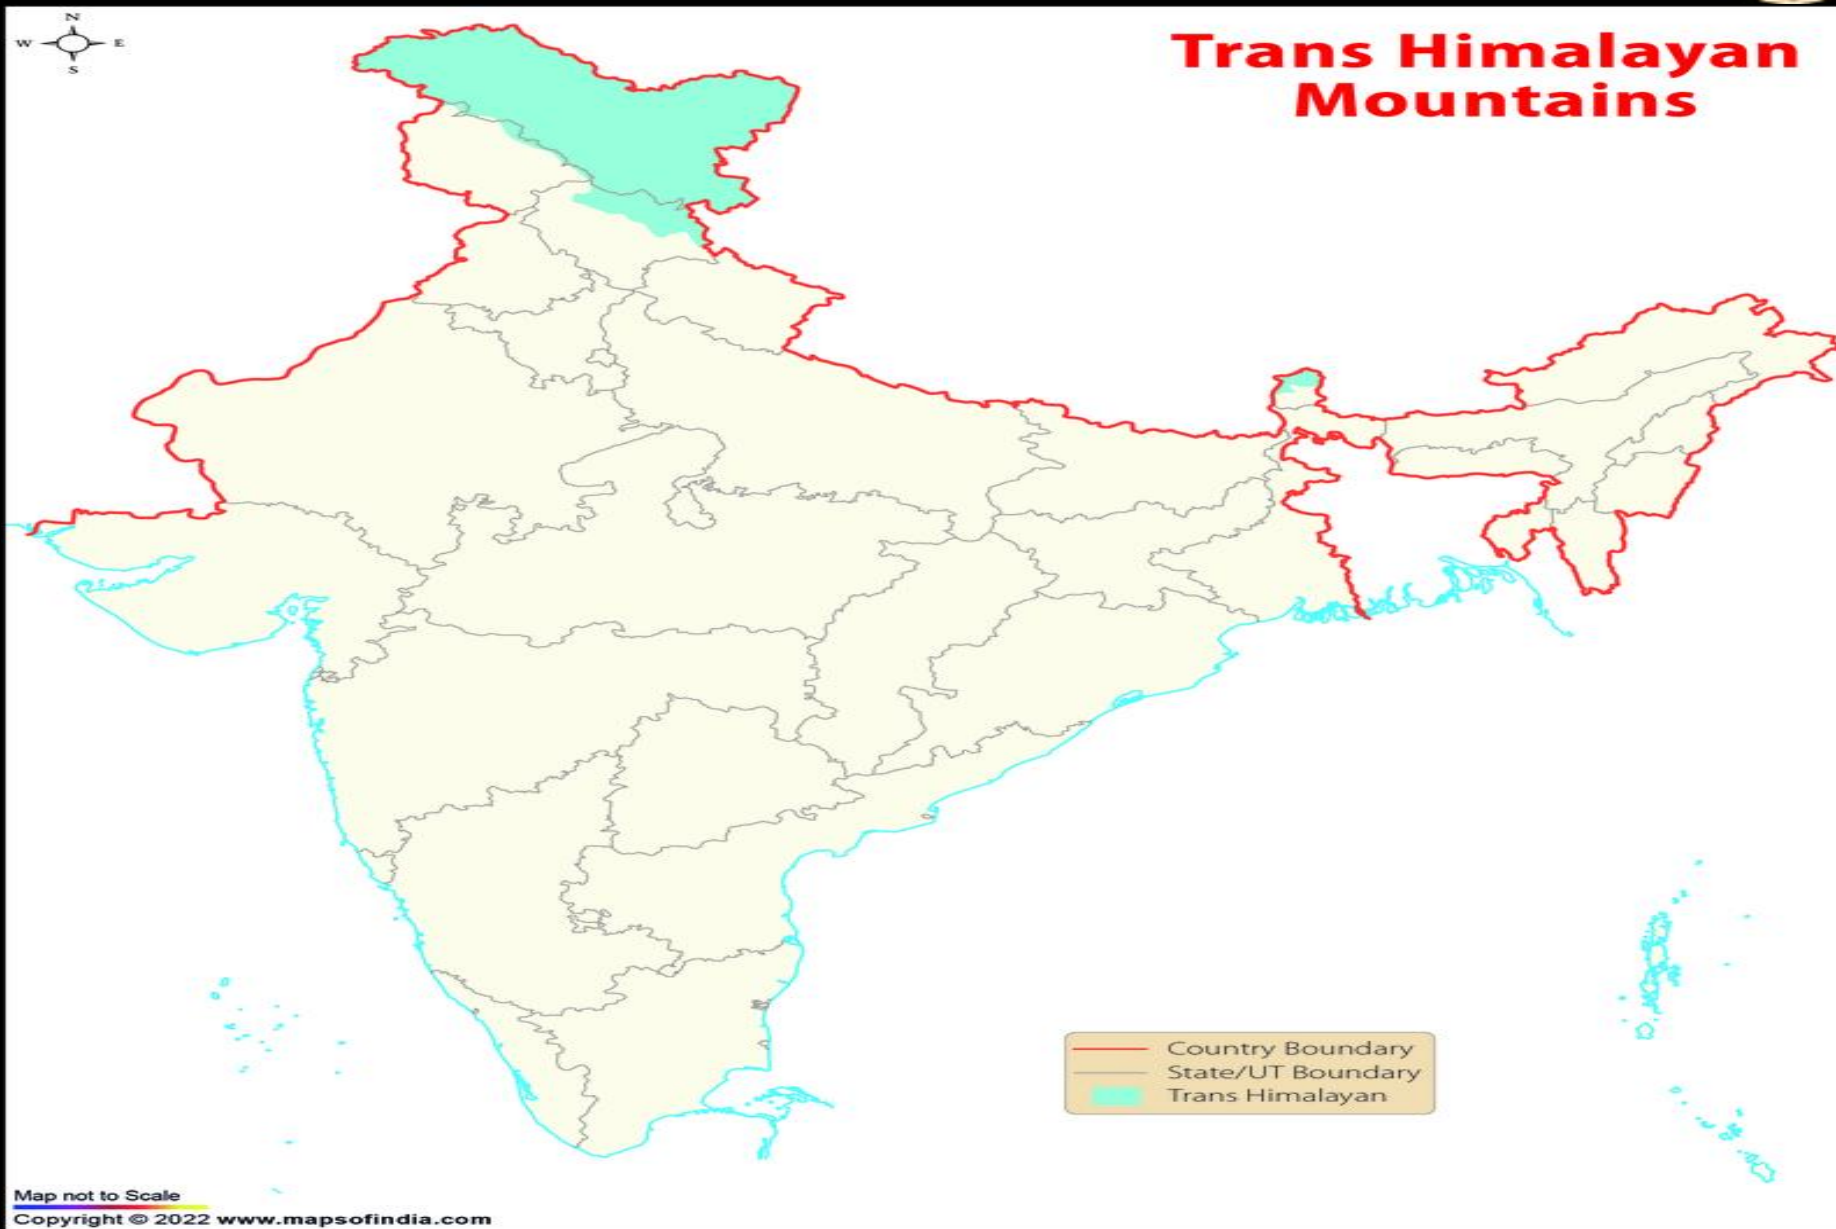 N
W E
S
Trans Himalayan
Mountains
Country Boundary
State/UT Boundary
Trans Himalayan
Map not to Scale
Copyright © 2022 www.mapsofindia.com